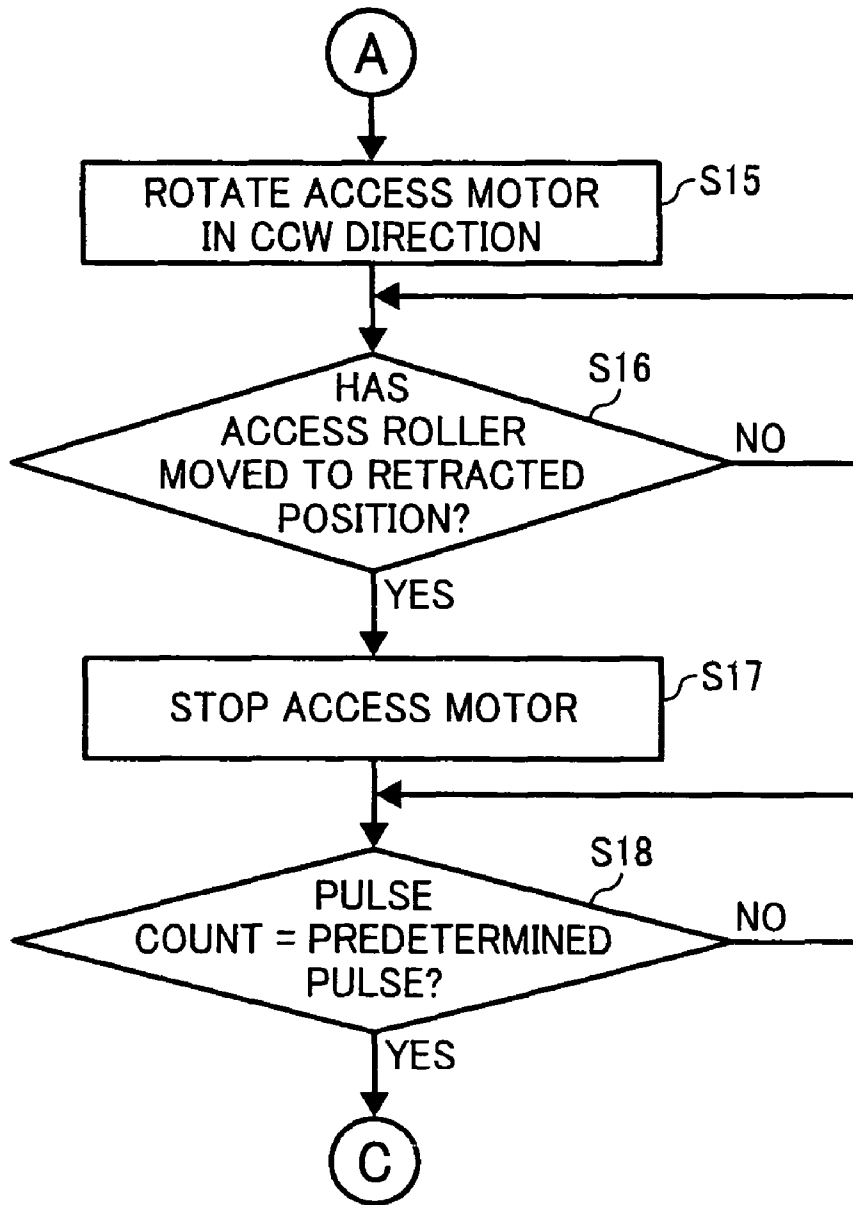 A
ROTATE ACCESS MOTOR
IN CCW DIRECTION
S15
HAS
ACCESS ROLLER
MOVED TO RETRACTED
POSITION?
S16
NO
YES
STOP ACCESS MOTOR
S17
PULSE
COUNT = PREDETERMINED
PULSE?
S18
NO
YES
C